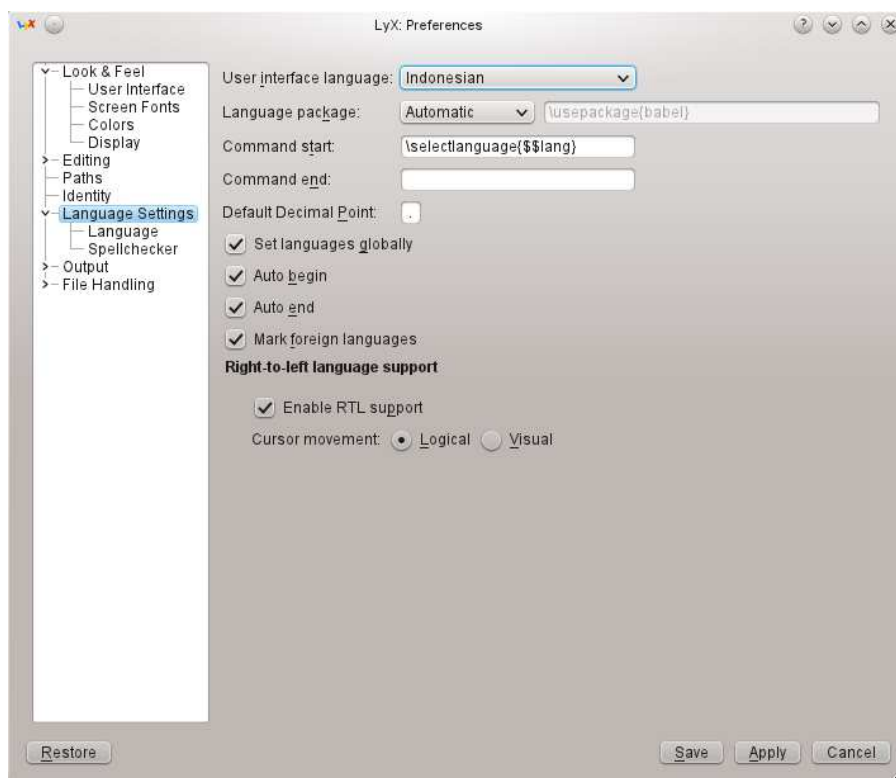 LyX: Preferences
Look & Feel
User Interface
Screen Fonts
Colors
Display
Editing
Paths
Identity
Language Settings
Language
Spellchecker
Output
File Handling
User interface language: Indonesian
Language package: Automatic \usepackage{babel}
Command start: \selectlanguage{$$lang}
Command end:
Default Decimal Point: .
Set languages globally
Auto begin
Auto end
Mark foreign languages
Right-to-left language support
Enable RTL support
Cursor movement: Logical Visual
Restore Save Apply Cancel